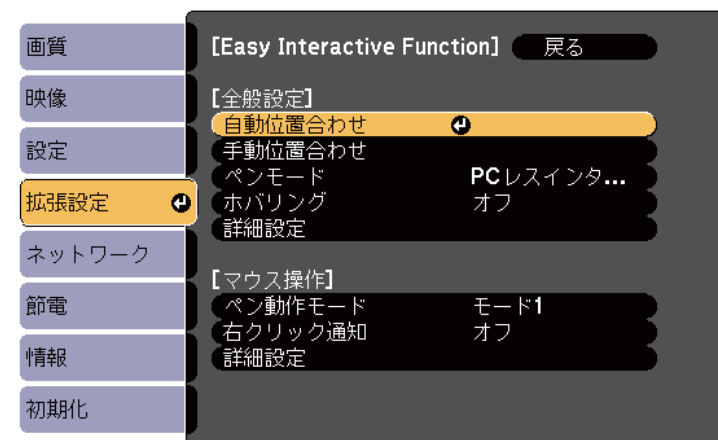 画質
映像
設定
拡張設定
ネットワーク
節電
情報
初期化
[Easy Interactive Function] 戻る
[全般設定]
自動位置合わせ
手動位置合わせ
ペンモード PCレスインタ...
ホバリング オフ
詳細設定
[マウス操作]
ペン動作モード モード1
右クリック通知 オフ
詳細設定